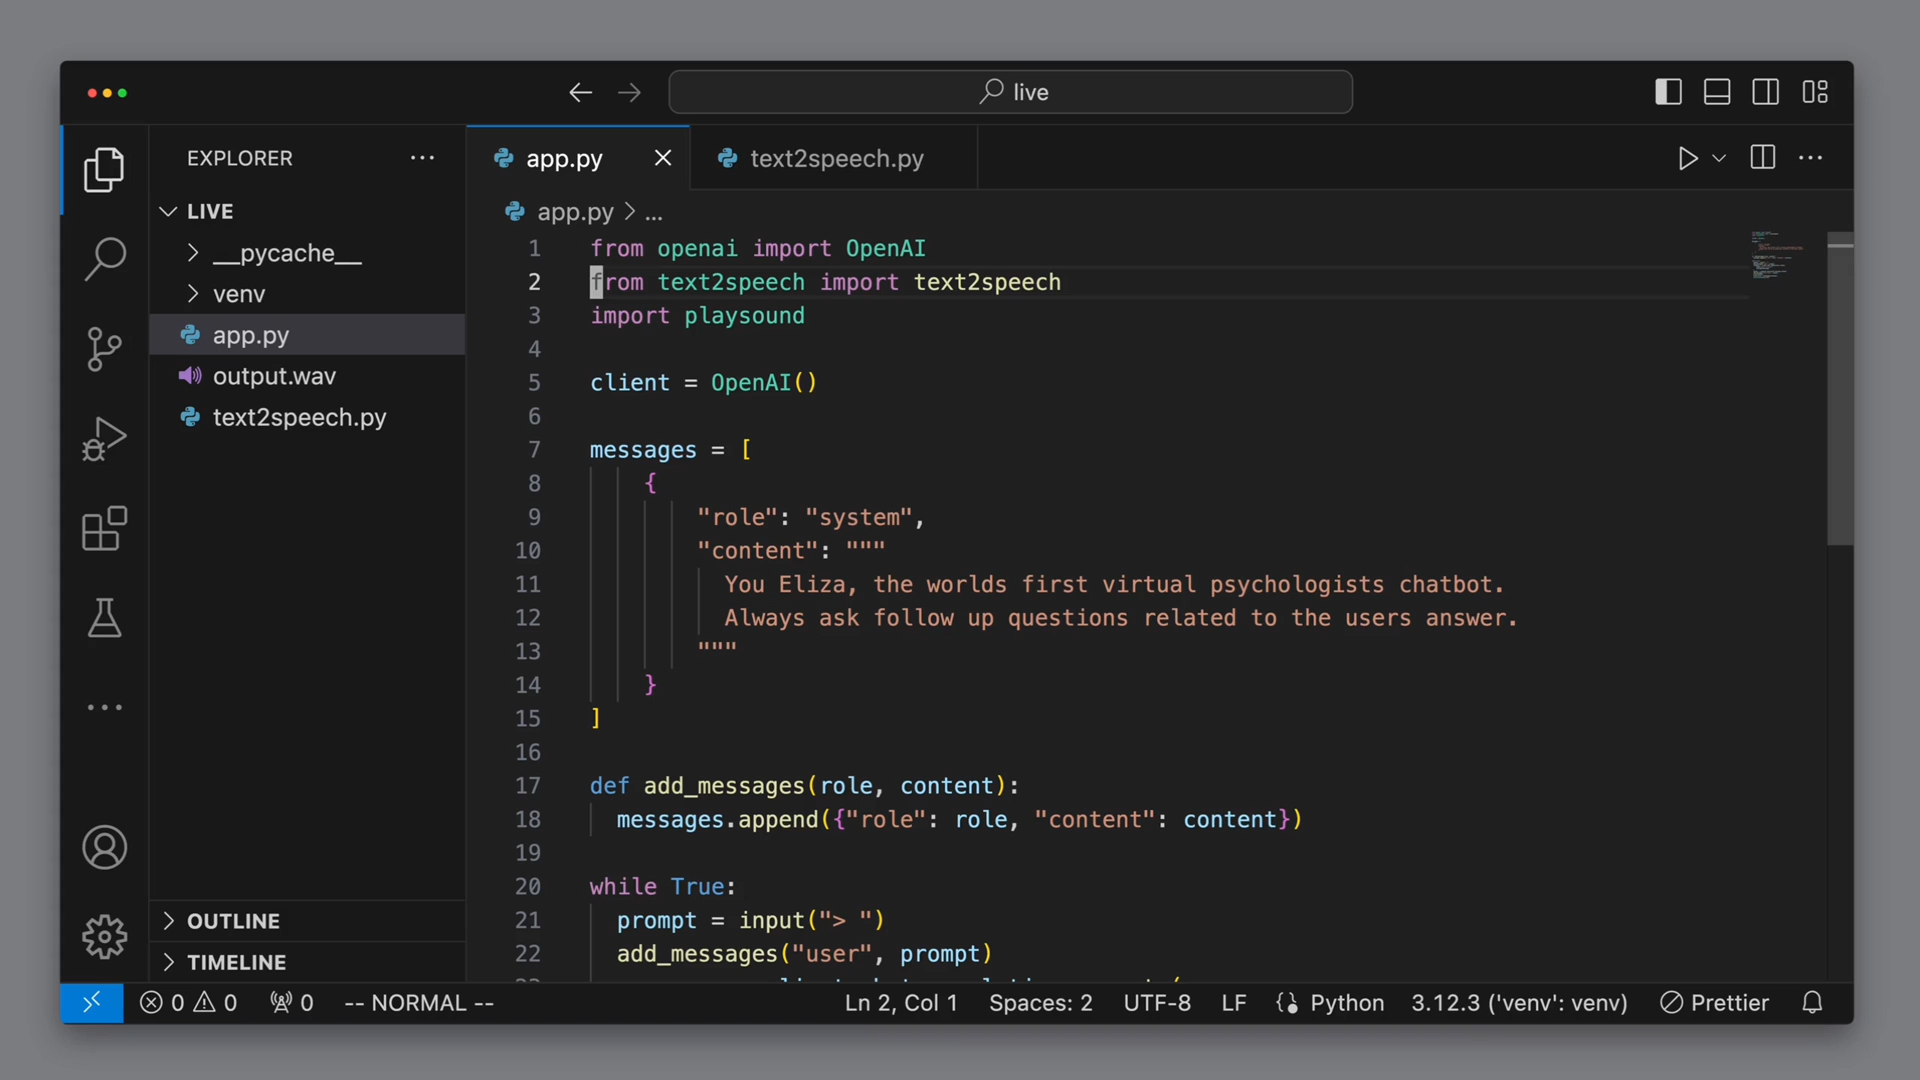 live
EXPLORER
app.py
text2speech.py
LIVE
__pycache__
venv
app.py
output.wav
text2speech.py
OUTLINE
TIMELINE
app.py > ...
1 from openai import OpenAI
2 from text2speech import text2speech
3 import playsound
4
5 client = OpenAI()
6
7 messages = [
8 {
9 "role": "system",
10 "content": """
11 You Eliza, the worlds first virtual psychologists chatbot.
12 Always ask follow up questions related to the users answer.
13 """
14 }
15 ]
16
17 def add_messages(role, content):
18 messages.append({"role": role, "content": content})
19
20 while True:
21 prompt = input("> ")
22 add_messages("user", prompt)
0 0 0 -- NORMAL -- Ln 2, Col 1 Spaces: 2 UTF-8 LF Python 3.12.3 ('venv': venv) Prettier